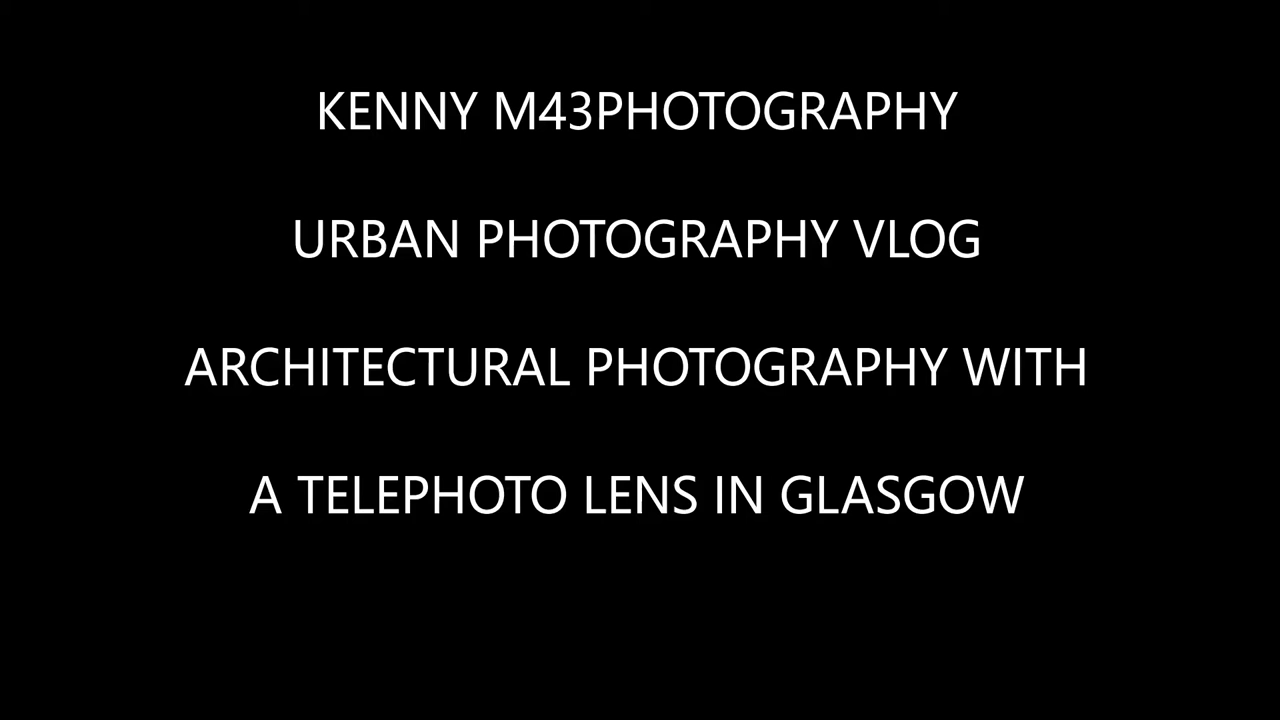 KENNY M43PHOTOGRAPHY
URBAN PHOTOGRAPHY VLOG
ARCHITECTURAL PHOTOGRAPHY WITH
A TELEPHOTO LENS IN GLASGOW